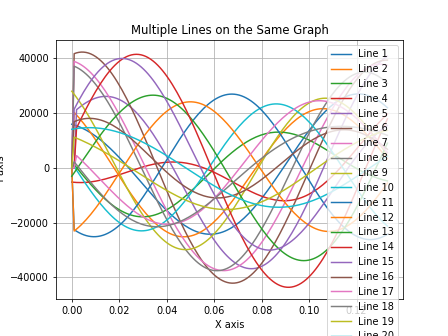 Multiple Lines on the Same Graph
40000
20000
0
−20000
−40000
0.00 0.02 0.04 0.06 0.08 0.10
X axis
Line 1
Line 2
Line 3
Line 4
Line 5
Line 6
Line 7
Line 8
Line 9
Line 10
Line 11
Line 12
Line 13
Line 14
Line 15
Line 16
Line 17
Line 18
Line 19
Line 20